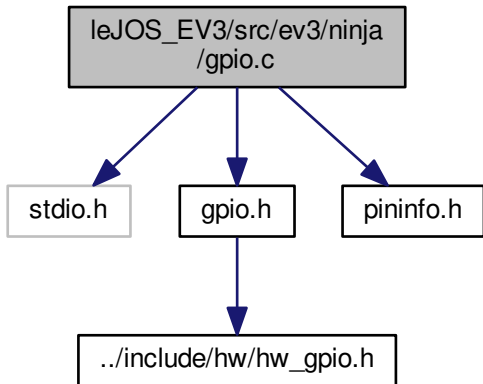 leJOS_EV3/src/ev3/ninja
/gpio.c
stdio.h
gpio.h
pininfo.h
../include/hw/hw_gpio.h